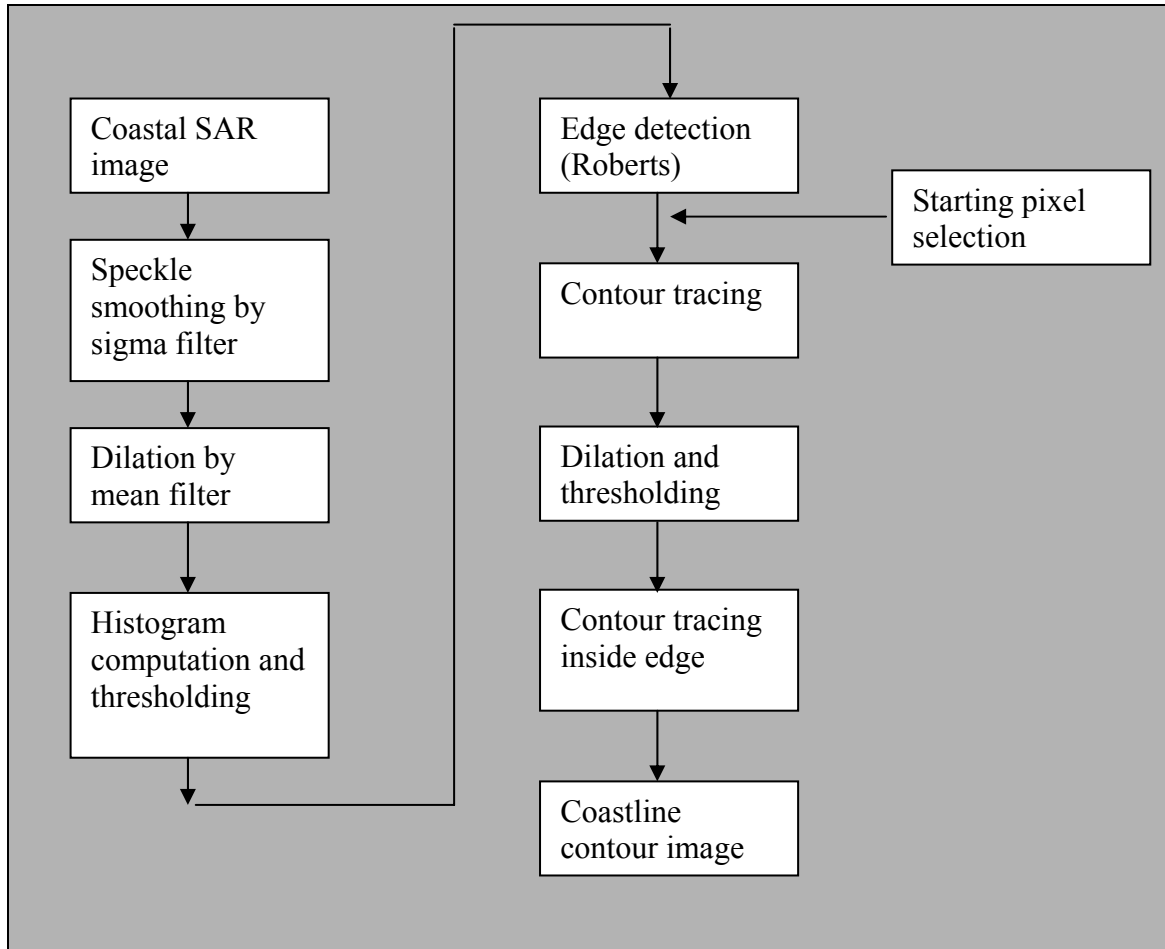 Coastal SAR
image
Speckle
smoothing by
sigma filter
Dilation by
mean filter
Histogram
computation and
thresholding
Edge detection
(Roberts)
Starting pixel
selection
Contour tracing
Dilation and
thresholding
Contour tracing
inside edge
Coastline
contour image